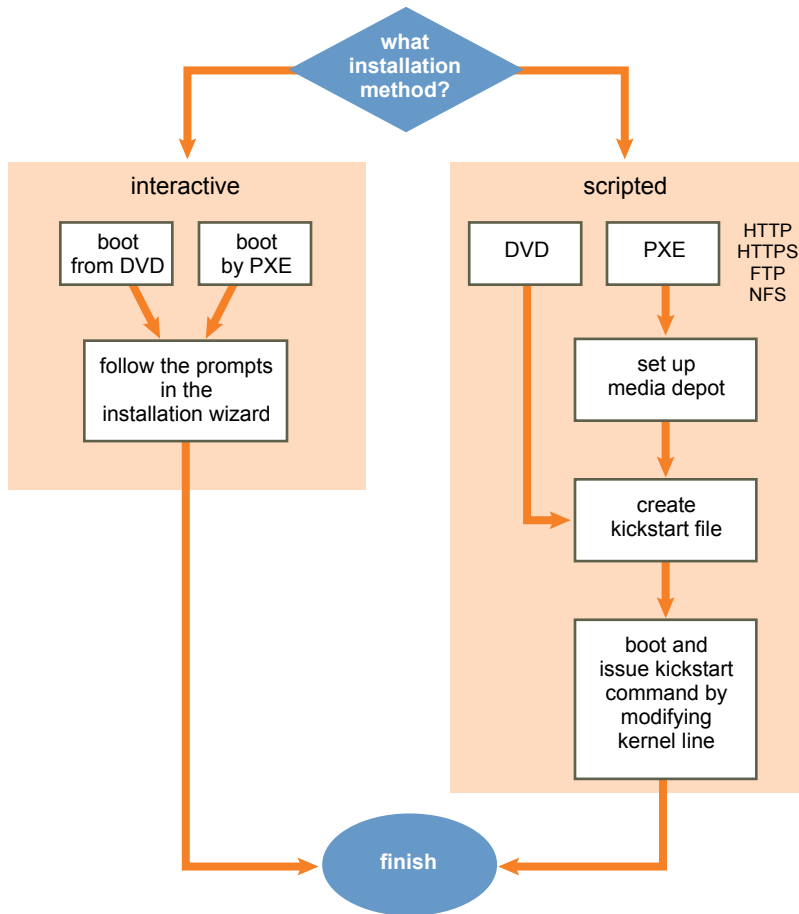 what
installation
method?
interactive
boot
from DVD
boot
by PXE
follow the prompts
in the
installation wizard
scripted
DVD
PXE
HTTP
HTTPS
FTP
NFS
set up
media depot
create
kickstart file
boot and
issue kickstart
command by
modifying
kernel line
finish